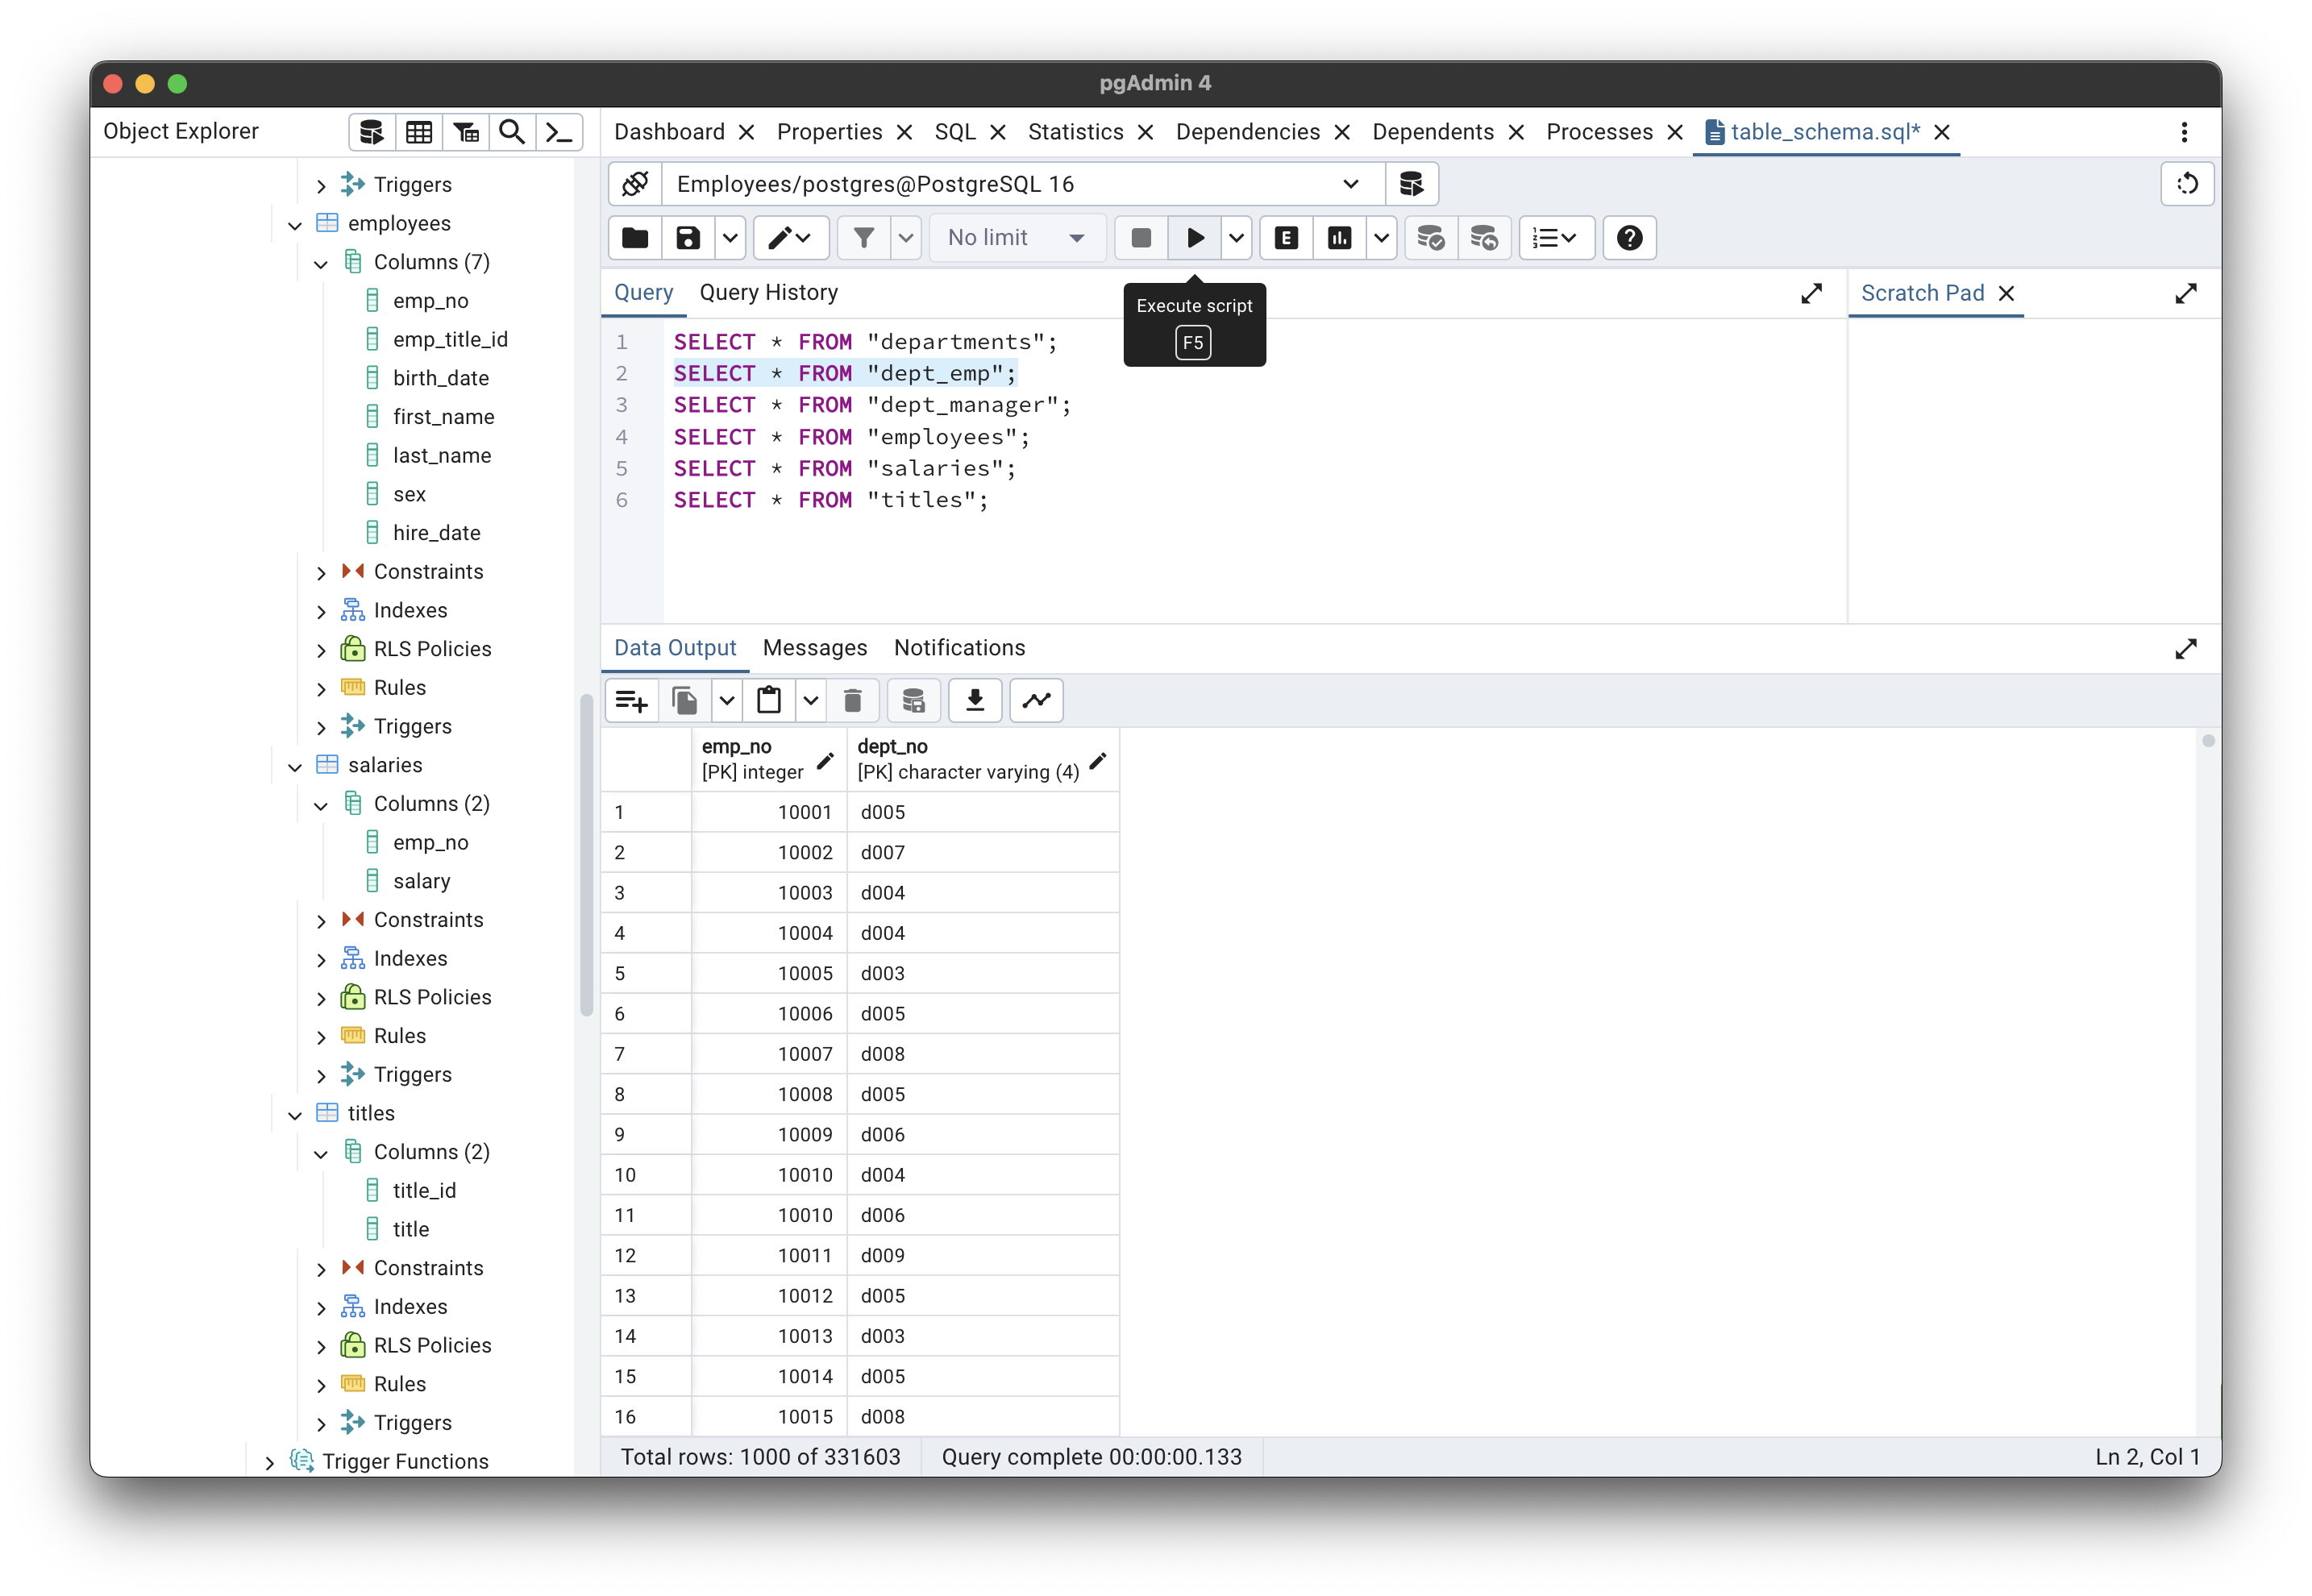 pgAdmin 4
Object Explorer
Triggers
employees
Columns (7)
emp_no
emp_title_id
birth_date
first_name
last_name
sex
hire_date
Constraints
Indexes
RLS Policies
Rules
Triggers
salaries
Columns (2)
emp_no
salary
Constraints
Indexes
RLS Policies
Rules
Triggers
titles
Columns (2)
title_id
title
Constraints
Indexes
RLS Policies
Rules
Triggers
Trigger Functions
Dashboard Properties SQL Statistics Dependencies Dependents Processes table_schema.sql*
Employees/postgres@PostgreSQL 16
No limit E
Execute script
F5
Query Query History
Scratch Pad
1 SELECT * FROM "departments";
2 SELECT * FROM "dept_emp";
3 SELECT * FROM "dept_manager";
4 SELECT * FROM "employees";
5 SELECT * FROM "salaries";
6 SELECT * FROM "titles";
Data Output Messages Notifications
emp_no dept_no
[PK] integer [PK] character varying (4)
1 10001 d005
2 10002 d007
3 10003 d004
4 10004 d004
5 10005 d003
6 10006 d005
7 10007 d008
8 10008 d005
9 10009 d006
10 10010 d004
11 10010 d006
12 10011 d009
13 10012 d005
14 10013 d003
15 10014 d005
16 10015 d008
Total rows: 1000 of 331603 Query complete 00:00:00.133 Ln 2, Col 1